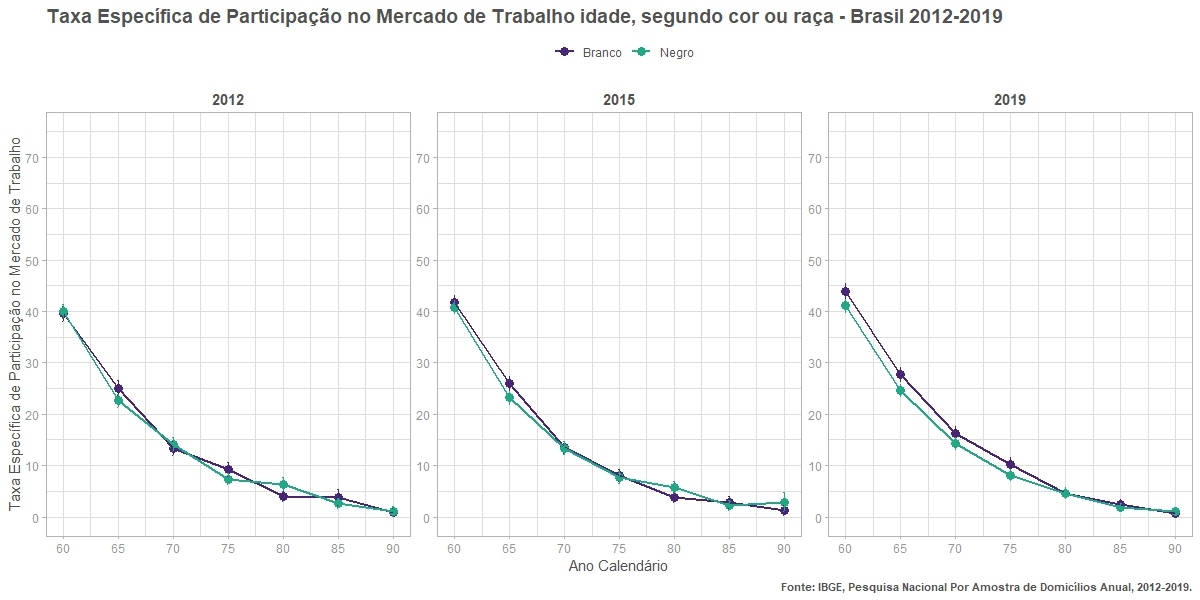 Taxa Específica de Participação no Mercado de Trabalho idade, segundo cor ou raça - Brasil 2012-2019
Branco Negro
2012 2015 2019
Taxa Específica de Participação no Mercado de Trabalho
70 70 70
60 60 60
50 50 50
40 40 40
30 30 30
20 20 20
10 10 10
0 0 0
60 65 70 75 80 85 90 60 65 70 75 80 85 90 60 65 70 75 80 85 90
Ano Calendário
Fonte: IBGE, Pesquisa Nacional Por Amostra de Domicílios Anual, 2012-2019.